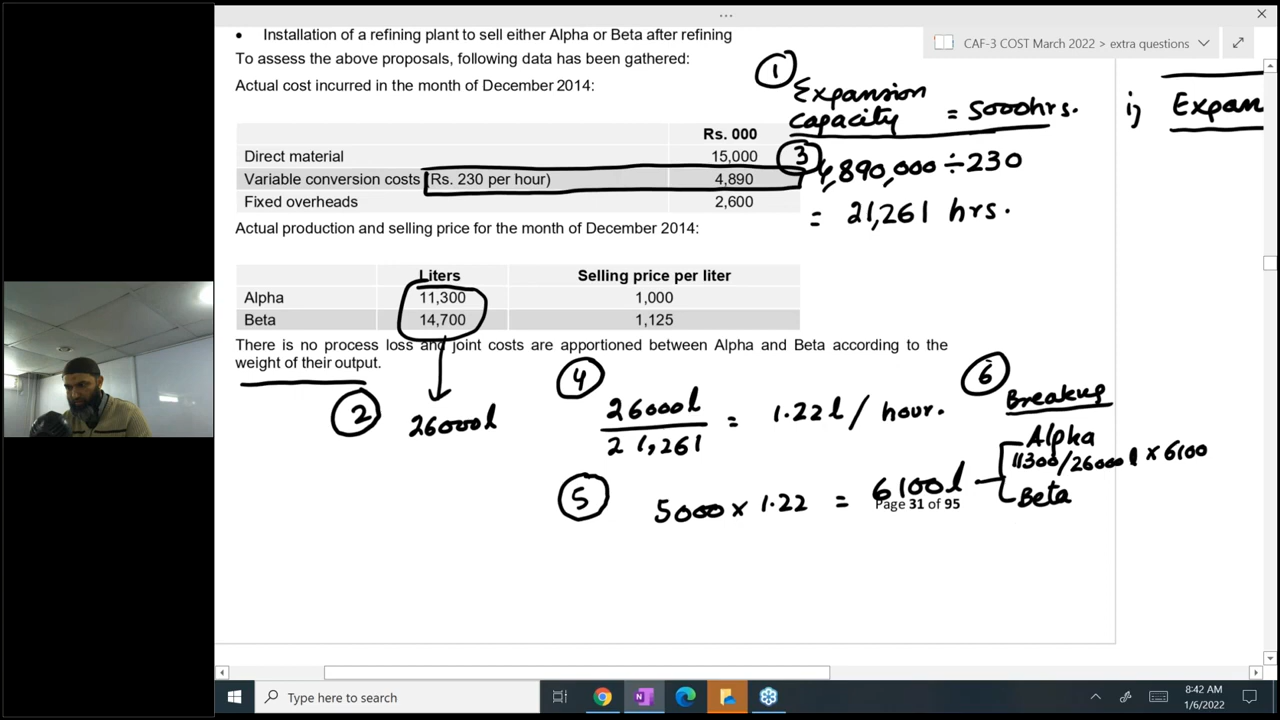 • Installation of a refining plant to sell either Alpha or Beta after refining
To assess the above proposals, following data has been gathered:
Actual cost incurred in the month of December 2014:
Rs. 000
Direct material 15,000
Variable conversion costs (Rs. 230 per hour) 4,890
Fixed overheads 2,600
Actual production and selling price for the month of December 2014:
Liters Selling price per liter
Alpha 11,300 1,000
Beta 14,700 1,125
There is no process loss and joint costs are apportioned between Alpha and Beta according to the
weight of their output.
CAF-3 COST March 2022 > extra questions
1
Expansion
capacity = 5000hrs.
i) Expan
3
4,890,000 ÷ 230
= 21,261 hrs.
2
26000l
4
26000l
21,261
= 1.22l / hour.
5
5000 x 1.22 = 6100l
6
Breakup
Alpha
11300/26000l x 6100
Beta
Page 31 of 95
Type here to search
8:42 AM
1/6/2022